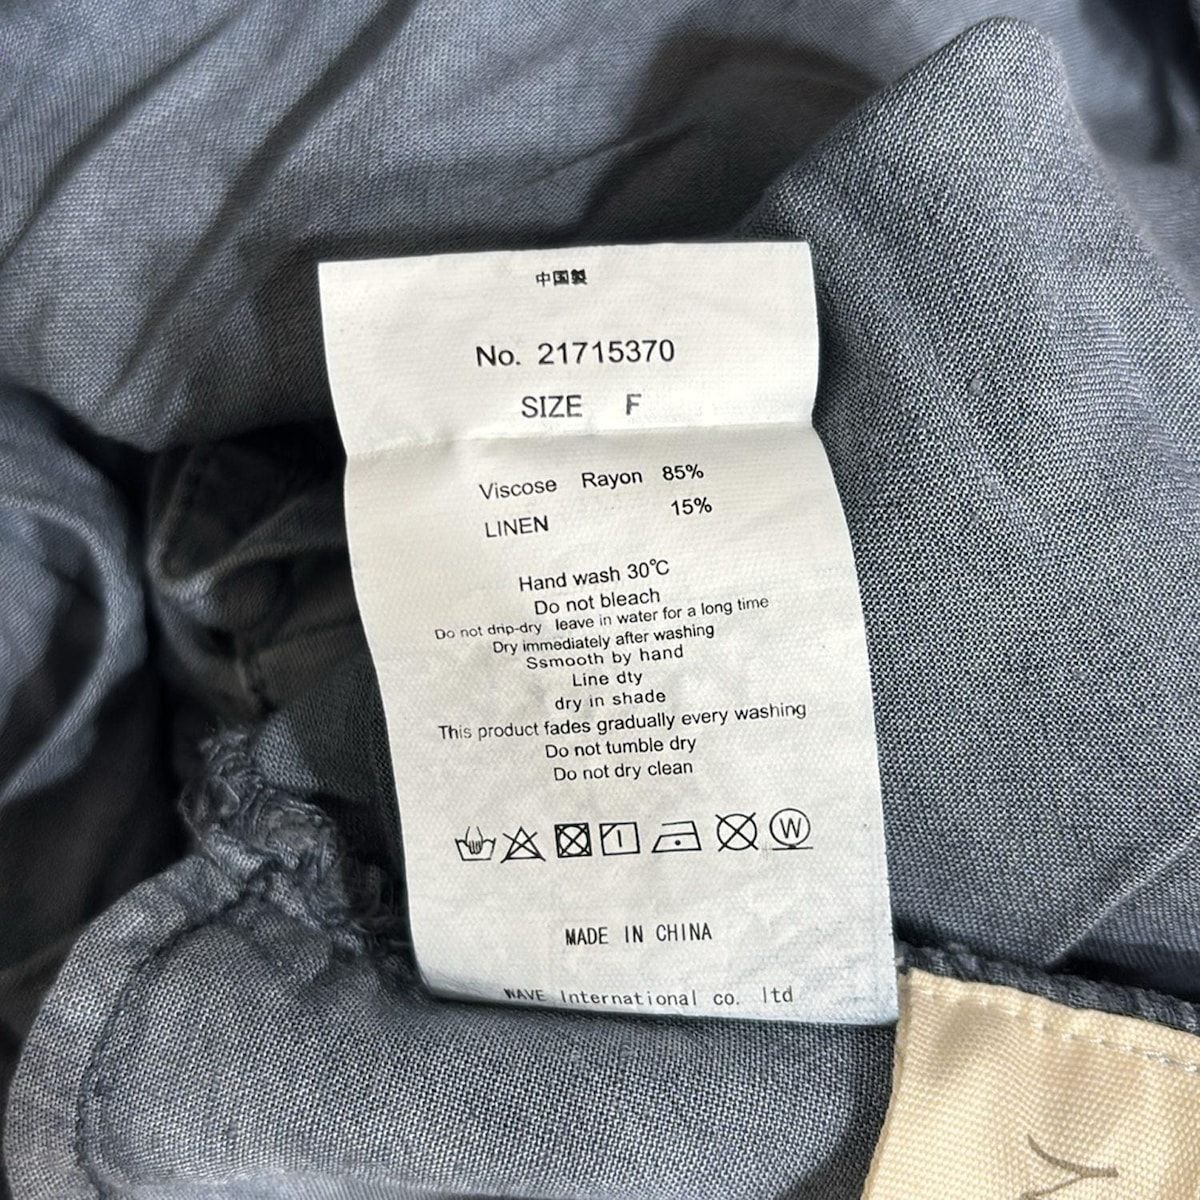 中国製
No. 21715370
SIZE F
Viscose Rayon 85%
LINEN 15%
Hand wash 30℃
Do not bleach
Do not drip-dry leave in water for a long time
Dry immediately after washing
Ssmooth by hand
Line dty
dry in shade
This product fades gradually every washing
Do not tumble dry
Do not dry clean
W
MADE IN CHINA
WAVE International co. ltd